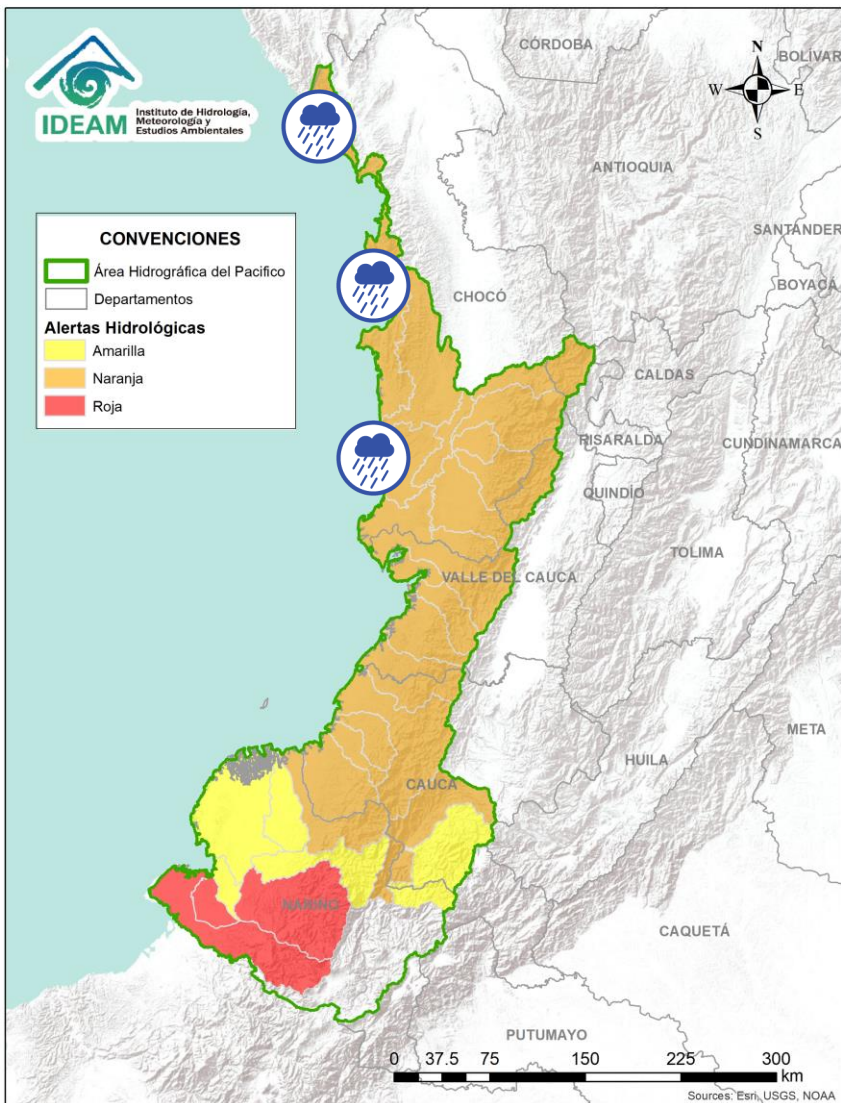 IDEAM
Instituto de Hidrología,
Meteorología y
Estudios Ambientales
CÓRDOBA
BOLÍVAR
N
W E
S
ANTIOQUIA
SANTANDER
BOYACÁ
CHOCÓ
CONVENCIONES
Área Hidrográfica del Pacifico
Departamentos
Alertas Hidrológicas
Amarilla
Naranja
Roja
CALDAS
RISARALDA
CUNDINAMARCA
QUINDÍO
TOLIMA
VALLE DEL CAUCA
META
HUILA
CAUCA
NARIÑO
CAQUETÁ
PUTUMAYO
0 37.5 75 150 225 300
km
Sources: Esri, USGS, NOAA